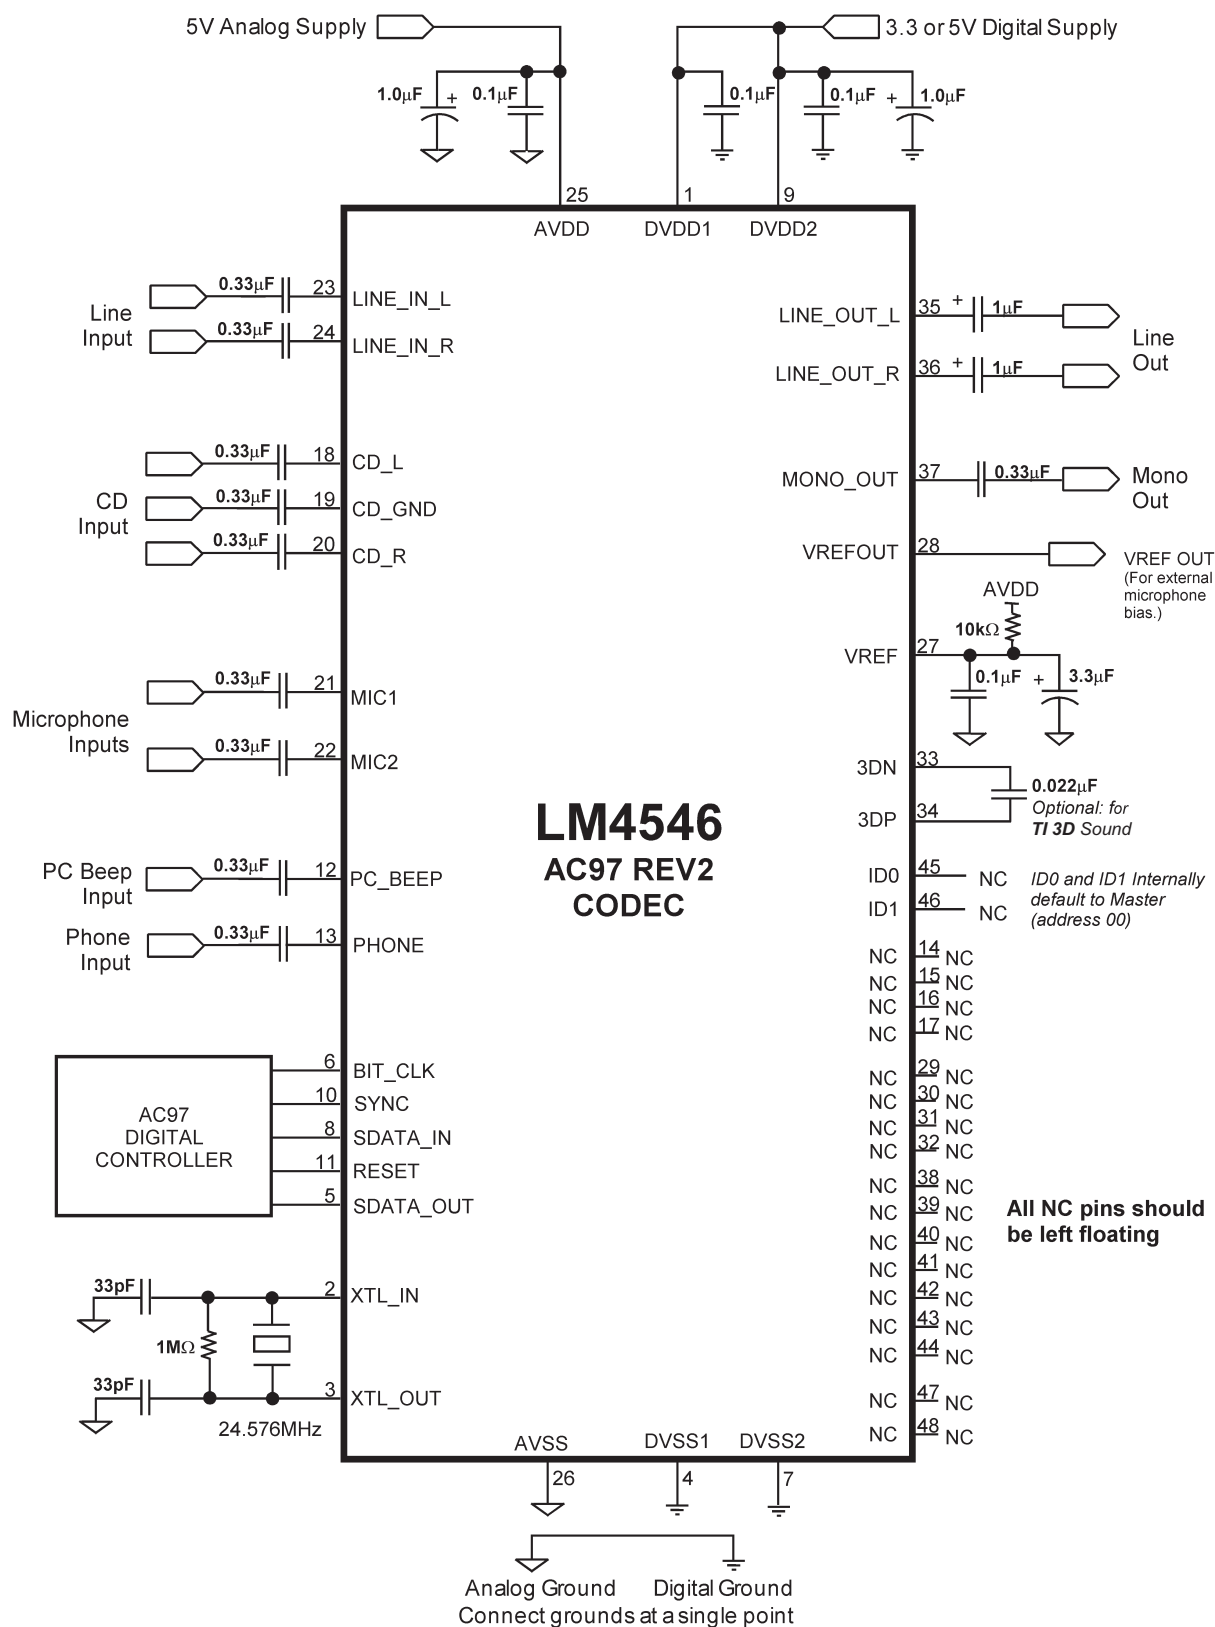 5V Analog Supply
3.3 or 5V Digital Supply
1.0µF
+
0.1µF
0.1µF
0.1µF
+
1.0µF
25
1
9
AVDD
DVDD1
DVDD2
Line
Input
0.33µF
23
LINE_IN_L
0.33µF
24
LINE_IN_R
CD
Input
0.33µF
18
CD_L
0.33µF
19
CD_GND
0.33µF
20
CD_R
Microphone
Inputs
0.33µF
21
MIC1
0.33µF
22
MIC2
PC Beep
Input
0.33µF
12
PC_BEEP
Phone
Input
0.33µF
13
PHONE
AC97
DIGITAL
CONTROLLER
6
BIT_CLK
10
SYNC
8
SDATA_IN
11
RESET
5
SDATA_OUT
33pF
2
XTL_IN
1MΩ
33pF
3
XTL_OUT
24.576MHz
LM4546
AC97 REV2
CODEC
LINE_OUT_L
35
+
1µF
LINE_OUT_R
36
+
1µF
Line
Out
MONO_OUT
37
0.33µF
Mono
Out
VREFOUT
28
VREF OUT
(For external
microphone
bias.)
AVDD
10kΩ
VREF
27
0.1µF
+
3.3µF
3DN
33
3DP
34
0.022µF
Optional: for
TI 3D Sound
ID0
45
NC
ID1
46
NC
ID0 and ID1 Internally
default to Master
(address 00)
NC 14 NC
NC 15 NC
NC 16 NC
NC 17 NC
NC 29 NC
NC 30 NC
NC 31 NC
NC 32 NC
NC 38 NC
NC 39 NC
NC 40 NC
NC 41 NC
NC 42 NC
NC 43 NC
NC 44 NC
NC 47 NC
NC 48 NC
All NC pins should
be left floating
AVSS
DVSS1
DVSS2
26
4
7
Analog Ground
Digital Ground
Connect grounds at a single point